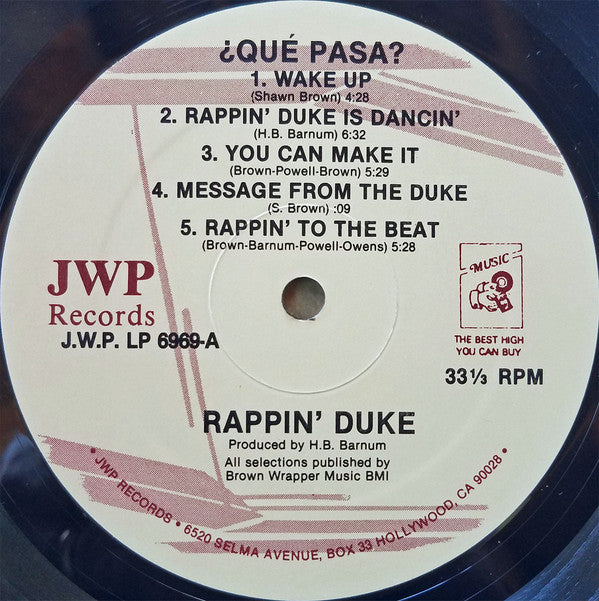 ¿QUÉ PASA?
1. WAKE UP
(Shawn Brown) 4:28
2. RAPPIN' DUKE IS DANCIN'
(H.B. Barnum) 6:32
3. YOU CAN MAKE IT
(Brown-Powell-Brown) 5:29
4. MESSAGE FROM THE DUKE
(S. Brown) :09
5. RAPPIN' TO THE BEAT
(Brown-Barnum-Powell-Owens) 5:28
JWP
Records
J.W.P. LP 6969-A
MUSIC
THE BEST HIGH
YOU CAN BUY
33 1/3 RPM
RAPPIN' DUKE
Produced by H.B. Barnum
All selections published by
Brown Wrapper Music BMI
• JWP RECORDS • 6520 SELMA AVENUE, BOX 33 HOLLYWOOD, CA 90028 •